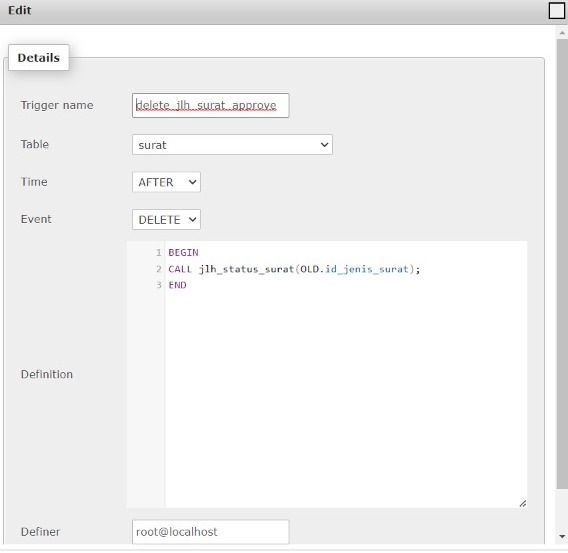 Edit
Details
Trigger name delete_jlh_surat_approve
Table surat
Time AFTER
Event DELETE
1 BEGIN
2 CALL jlh_status_surat(OLD.id_jenis_surat);
3 END
Definition
Definer root@localhost